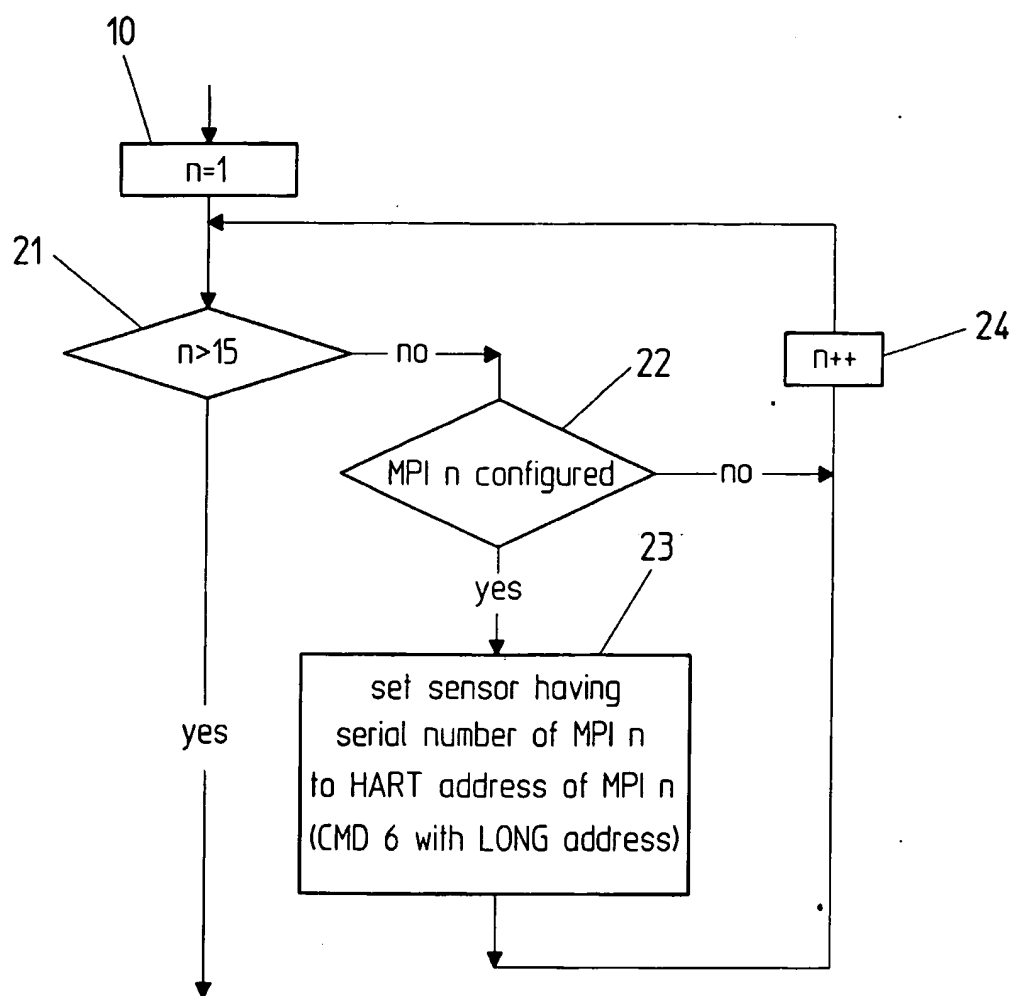 10
n=1
21
n>15
no
24
n++
22
MPI n configured
no
yes
23
set sensor having
serial number of MPI n
to HART address of MPI n
(CMD 6 with LONG address)
yes